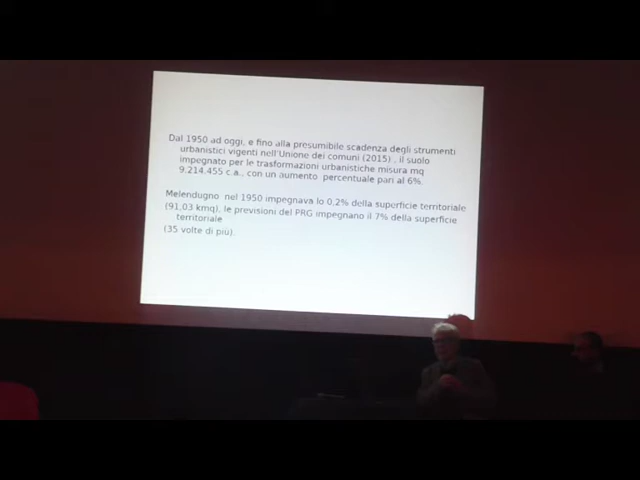 Dal 1950 ad oggi, e fino alla presumibile scadenza degli strumenti
urbanistici vigenti nell'Unione dei comuni (2015) , il suolo
impegnato per le trasformazioni urbanistiche misura mq
9.214.455 c.a., con un aumento percentuale pari al 6%.
Melendugno nel 1950 impegnava lo 0,2% della superficie territoriale
(91,03 kmq), le previsioni del PRG impegnano il 7% della superficie
territoriale
(35 volte di più).